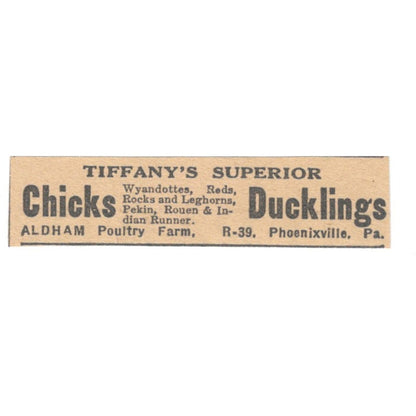 TIFFANY'S SUPERIOR
Chicks
Wyandottes, Reds,
Rocks and Leghorns,
Pekin, Rouen & In-
dian Runner.
Ducklings
ALDHAM Poultry Farm, R-39, Phoenixville, Pa.